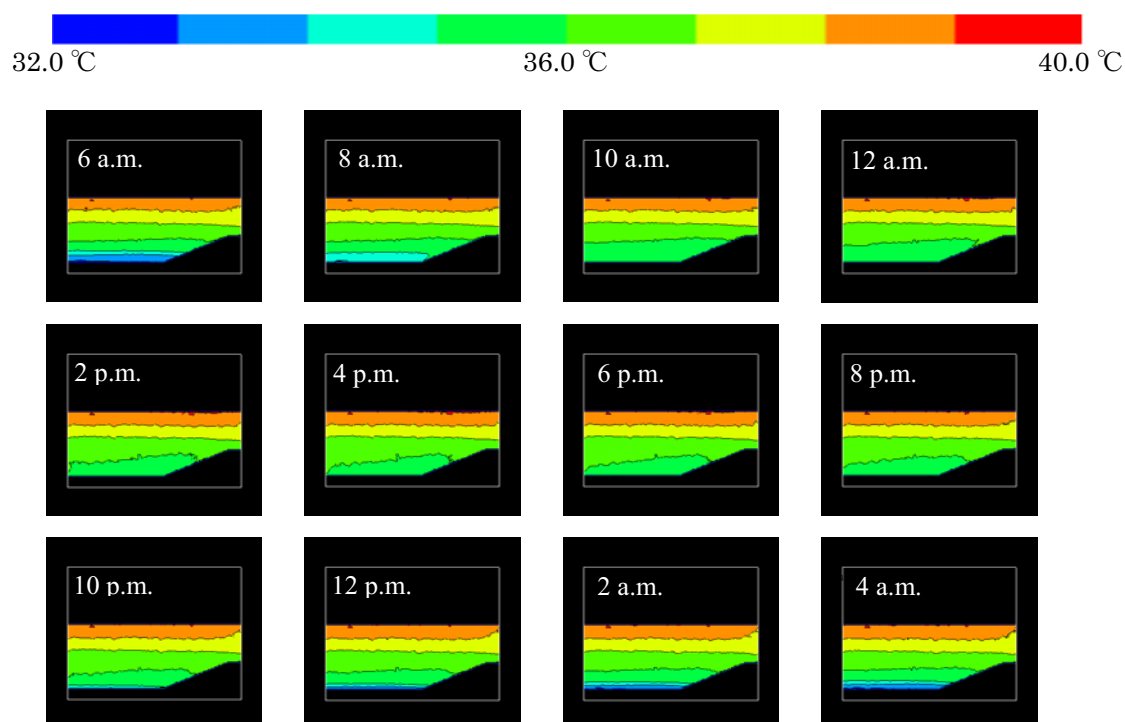 32.0 ℃ 36.0 ℃ 40.0 ℃
6 a.m. 8 a.m. 10 a.m. 12 a.m.
2 p.m. 4 p.m. 6 p.m. 8 p.m.
10 p.m. 12 p.m. 2 a.m. 4 a.m.